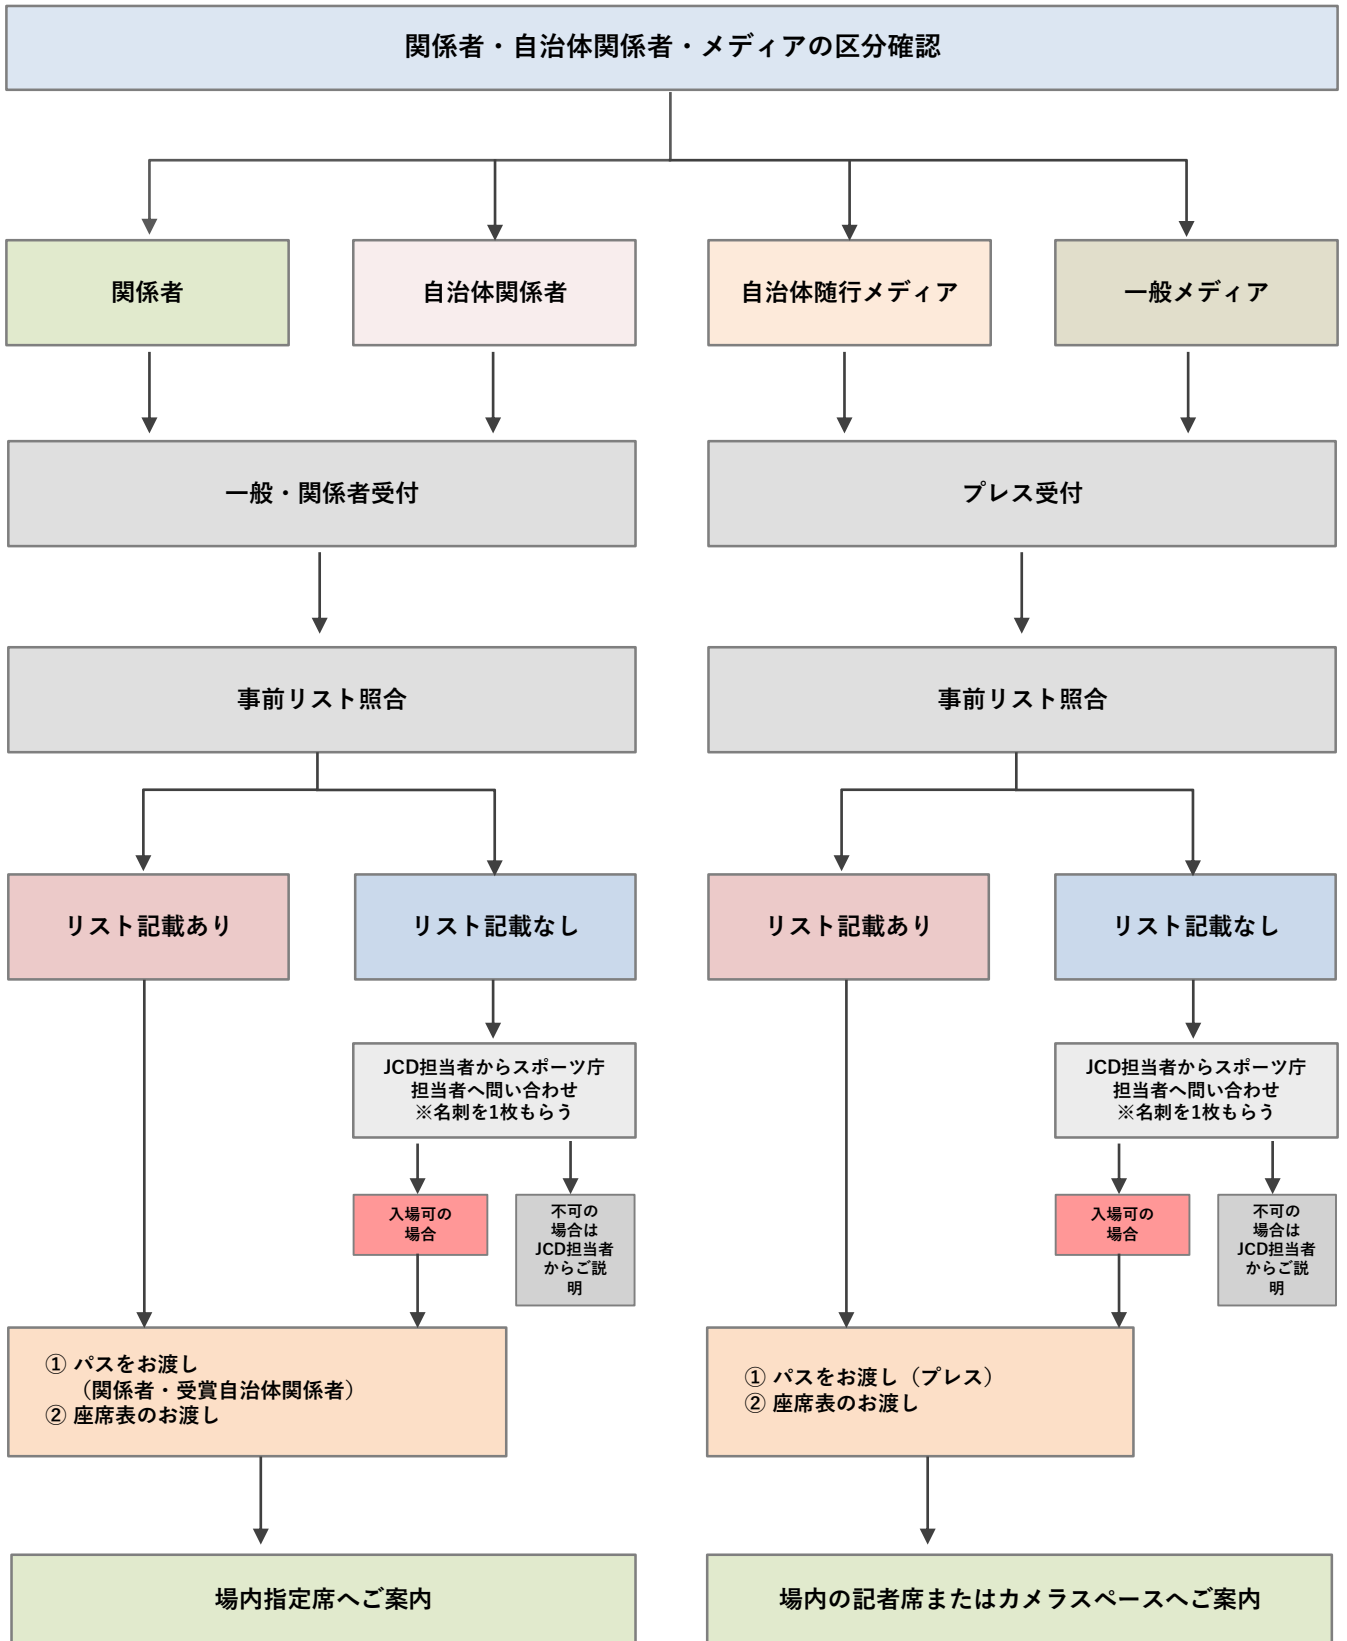 関係者・自治体関係者・メディアの区分確認
関係者
自治体関係者
自治体随行メディア
一般メディア
一般・関係者受付
プレス受付
事前リスト照合
事前リスト照合
リスト記載あり
リスト記載なし
リスト記載あり
リスト記載なし
JCD担当者からスポーツ庁
担当者へ問い合わせ
※名刺を1枚もらう
JCD担当者からスポーツ庁
担当者へ問い合わせ
※名刺を1枚もらう
入場可の
場合
不可の
場合は
JCD担当者
からご説
明
入場可の
場合
不可の
場合は
JCD担当者
からご説
明
① パスをお渡し
（関係者・受賞自治体関係者）
② 座席表のお渡し
① パスをお渡し（プレス）
② 座席表のお渡し
場内指定席へご案内
場内の記者席またはカメラスペースへご案内